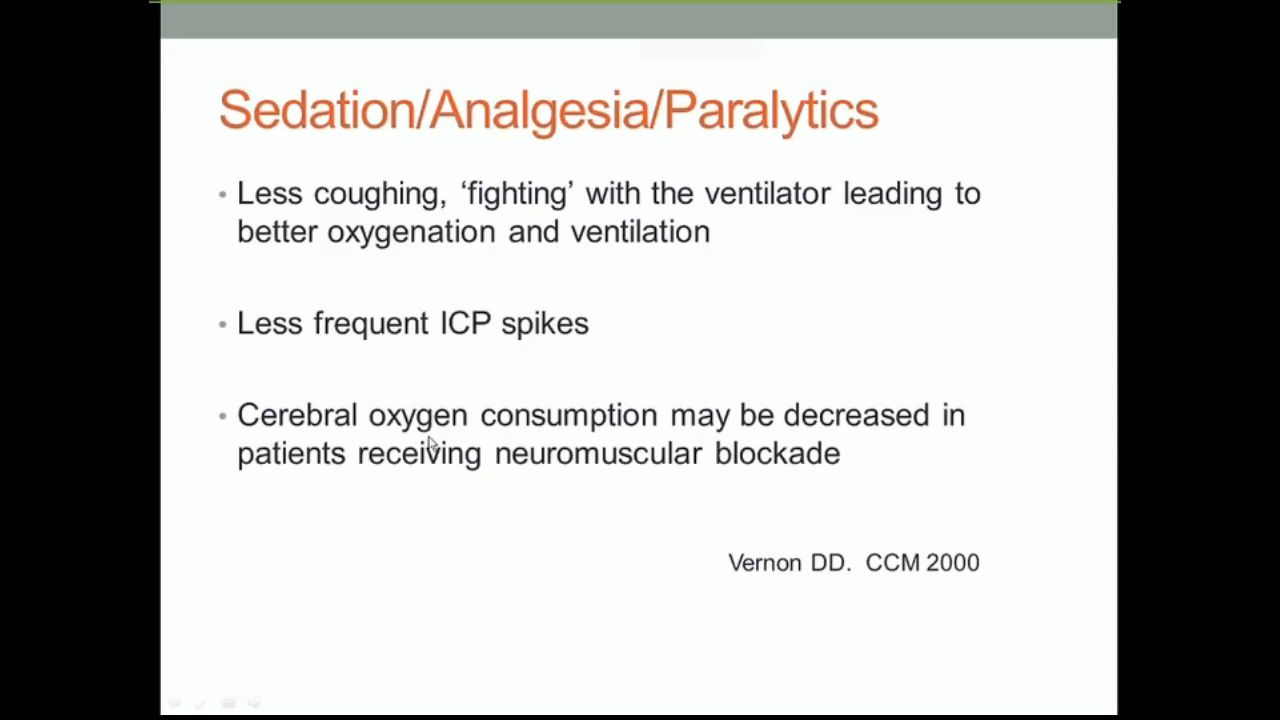 Sedation/Analgesia/Paralytics
• Less coughing, ‘fighting’ with the ventilator leading to
better oxygenation and ventilation
• Less frequent ICP spikes
• Cerebral oxygen consumption may be decreased in
patients receiving neuromuscular blockade
Vernon DD.  CCM 2000